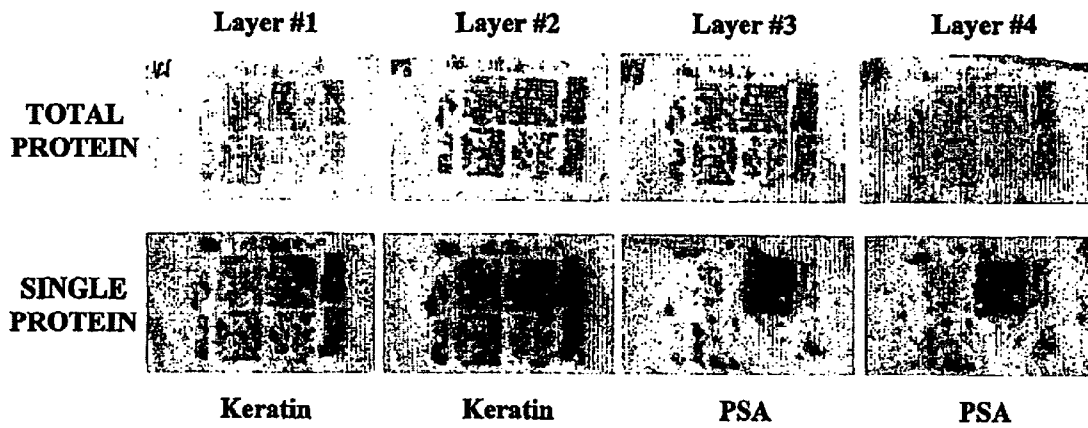 Layer #1 Layer #2 Layer #3 Layer #4
TOTAL
PROTEIN
SINGLE
PROTEIN
Keratin Keratin PSA PSA